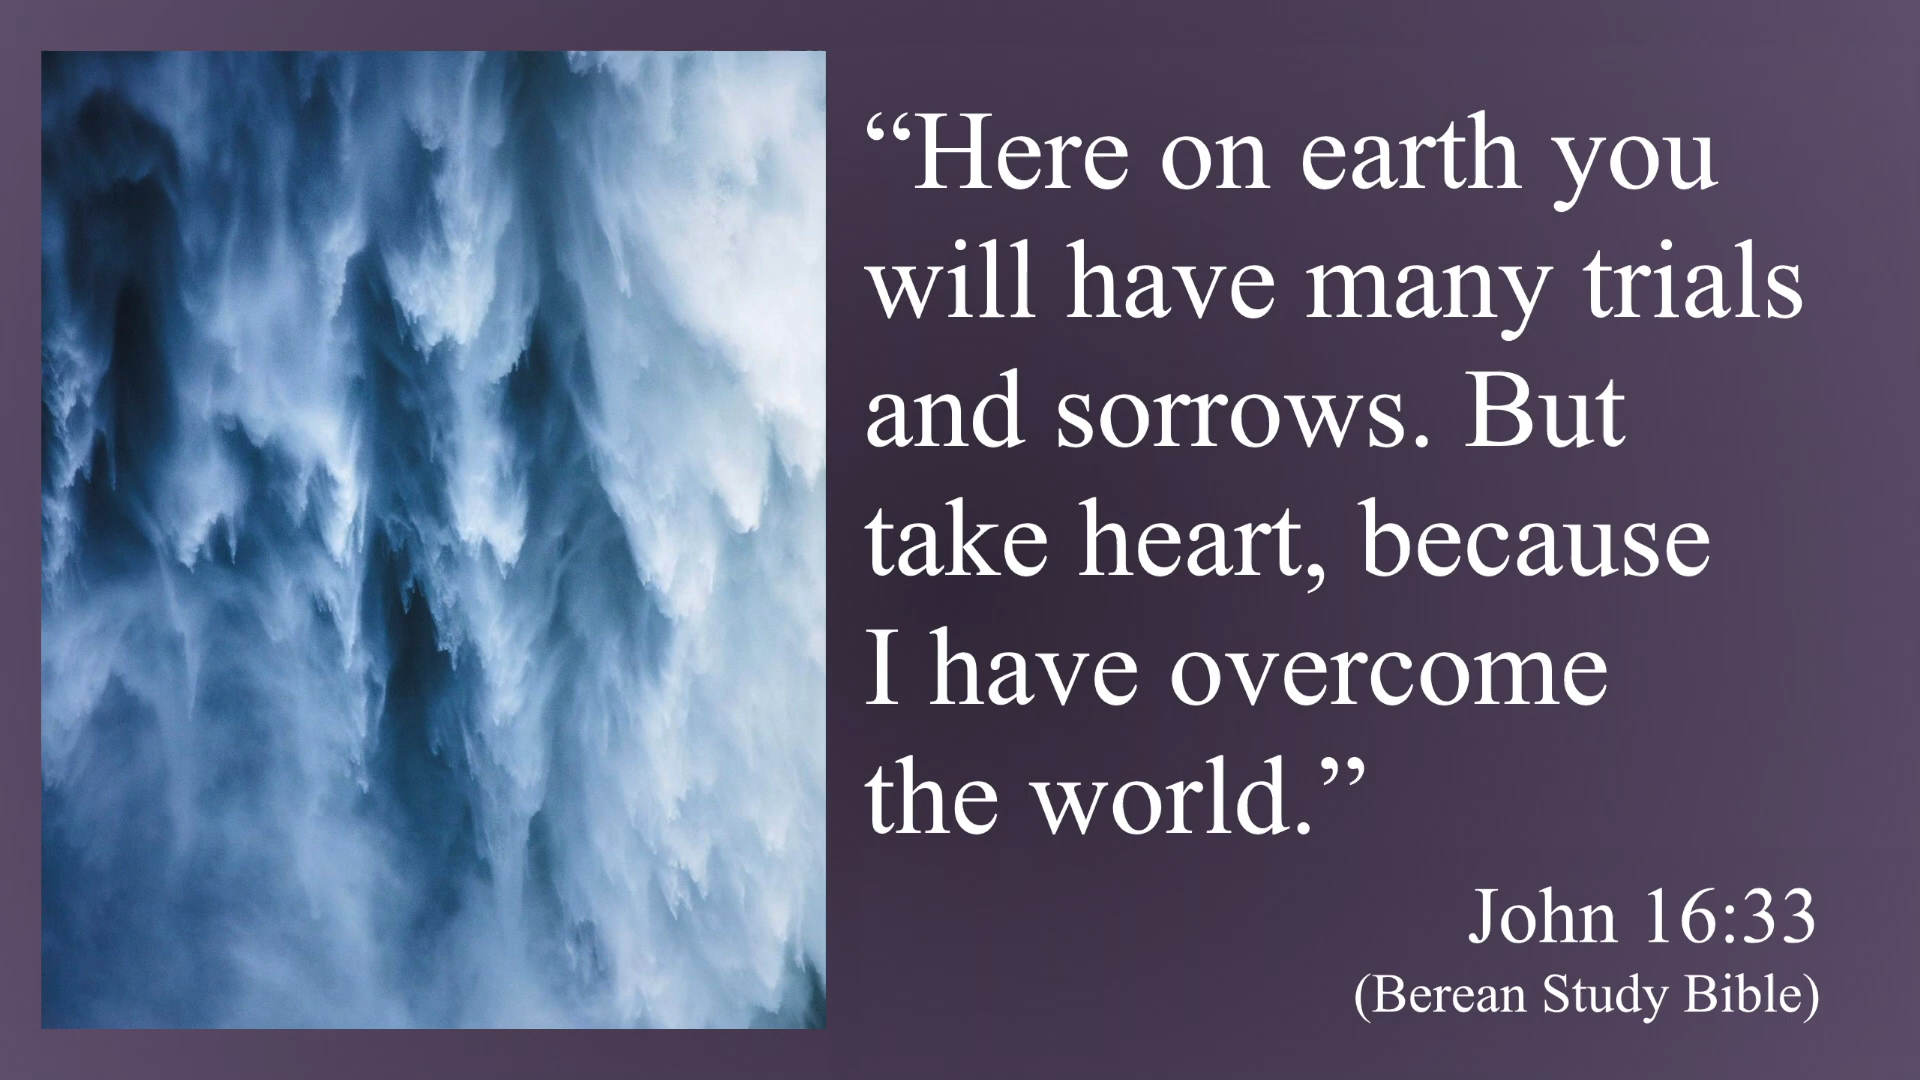 “Here on earth you
will have many trials
and sorrows. But
take heart, because
I have overcome
the world.”
John 16:33
(Berean Study Bible)